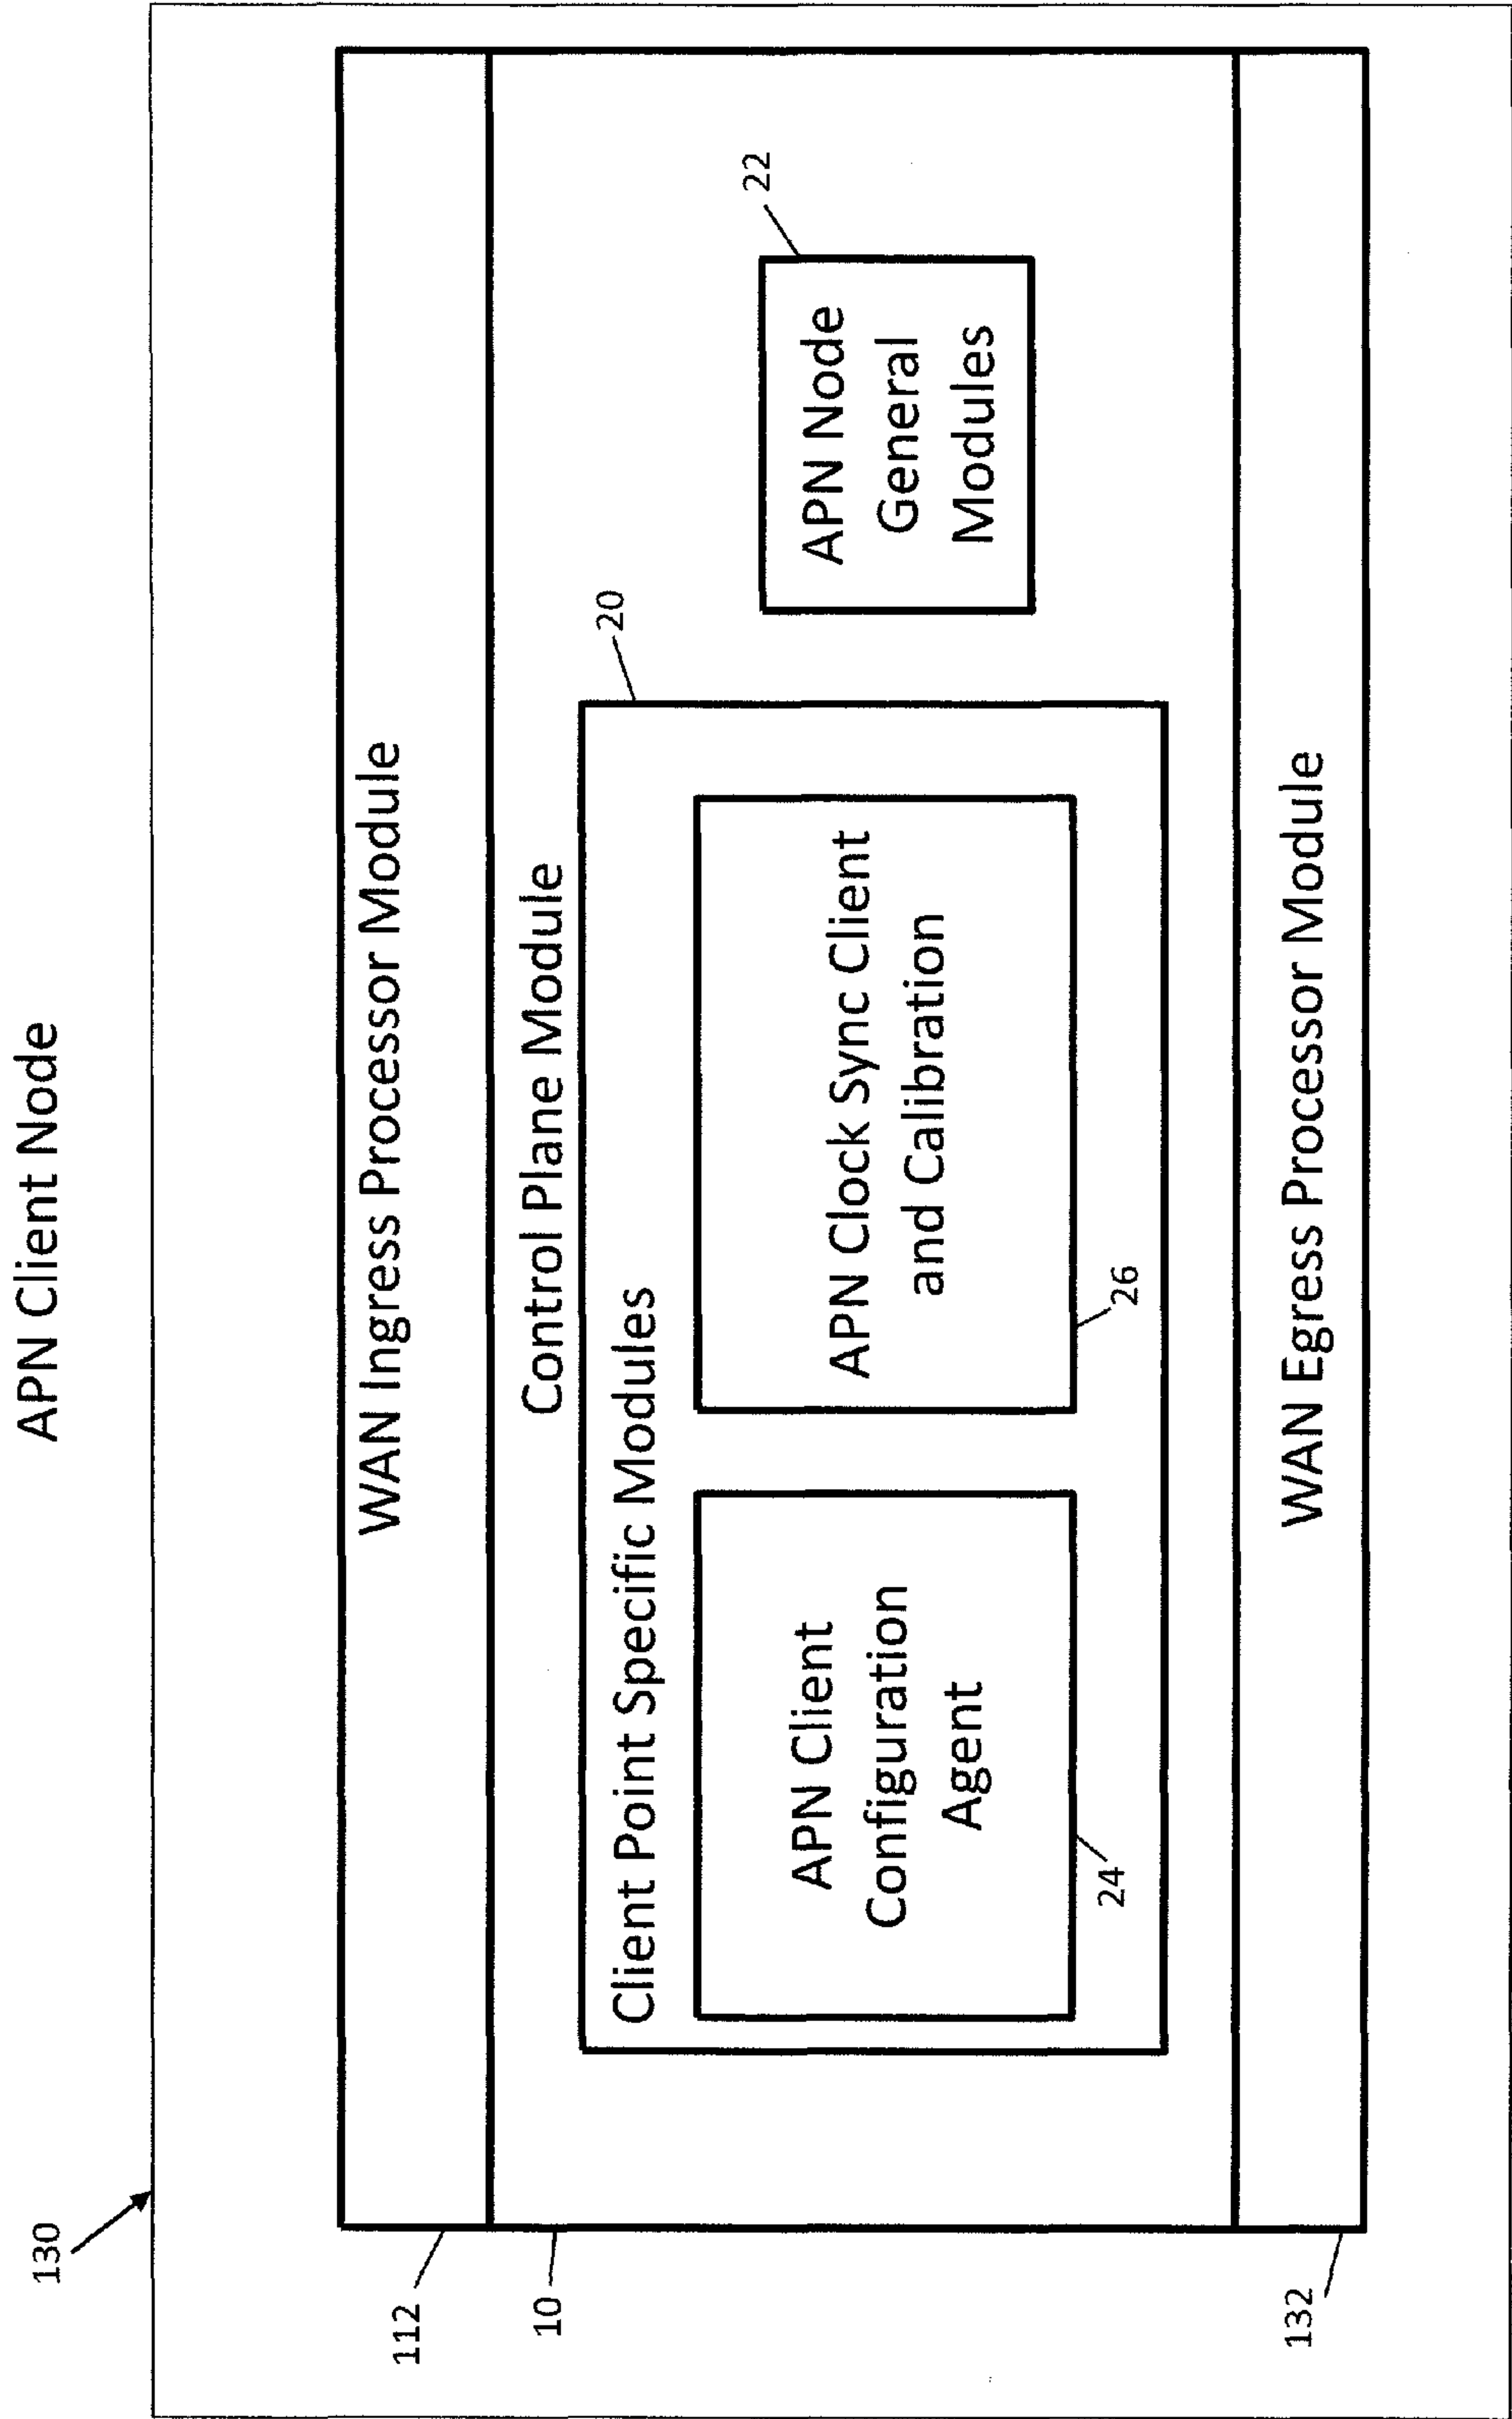 APN Client Node
130
WAN Ingress Processor Module
112
Control Plane Module
10
Client Point Specific Modules
20
APN Client
Configuration
Agent
24
APN Clock Sync Client
and Calibration
26
APN Node
General
Modules
22
WAN Egress Processor Module
132